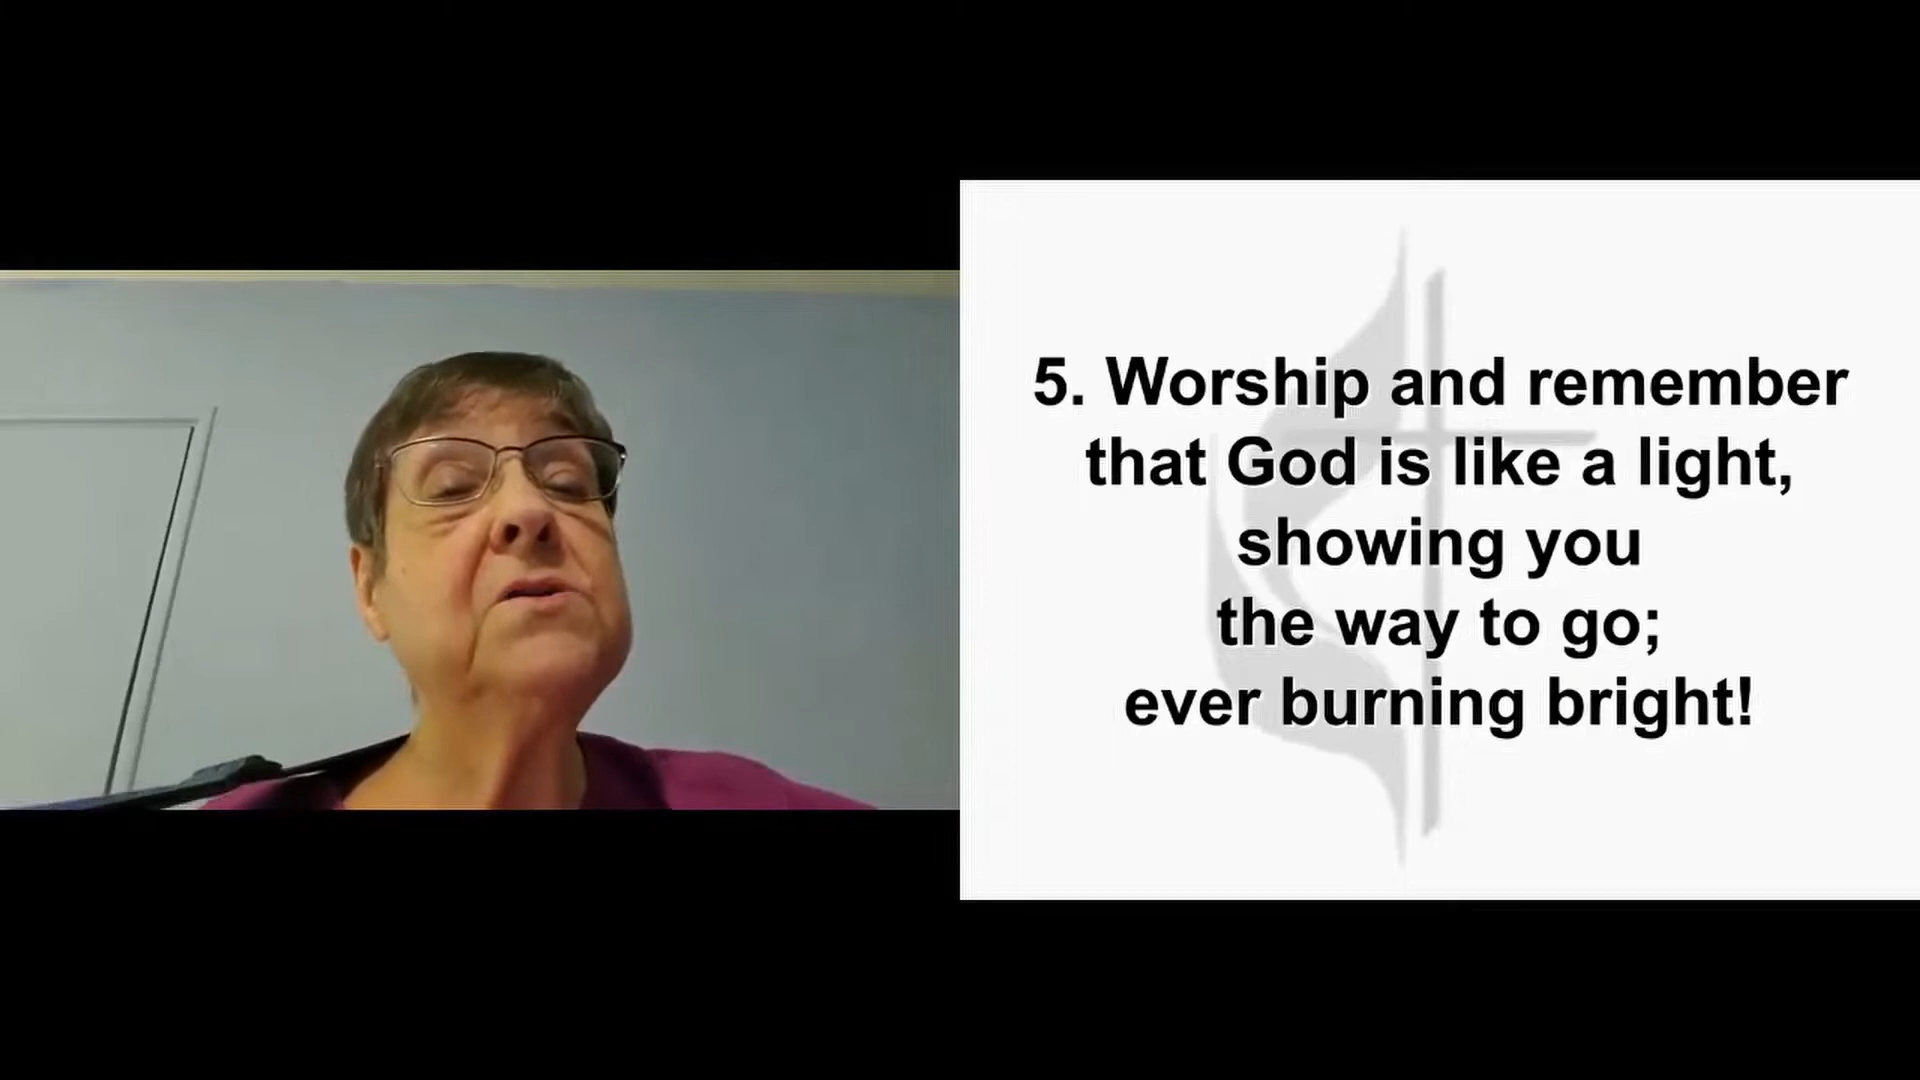 5. Worship and remember
that God is like a light,
showing you
the way to go;
ever burning bright!